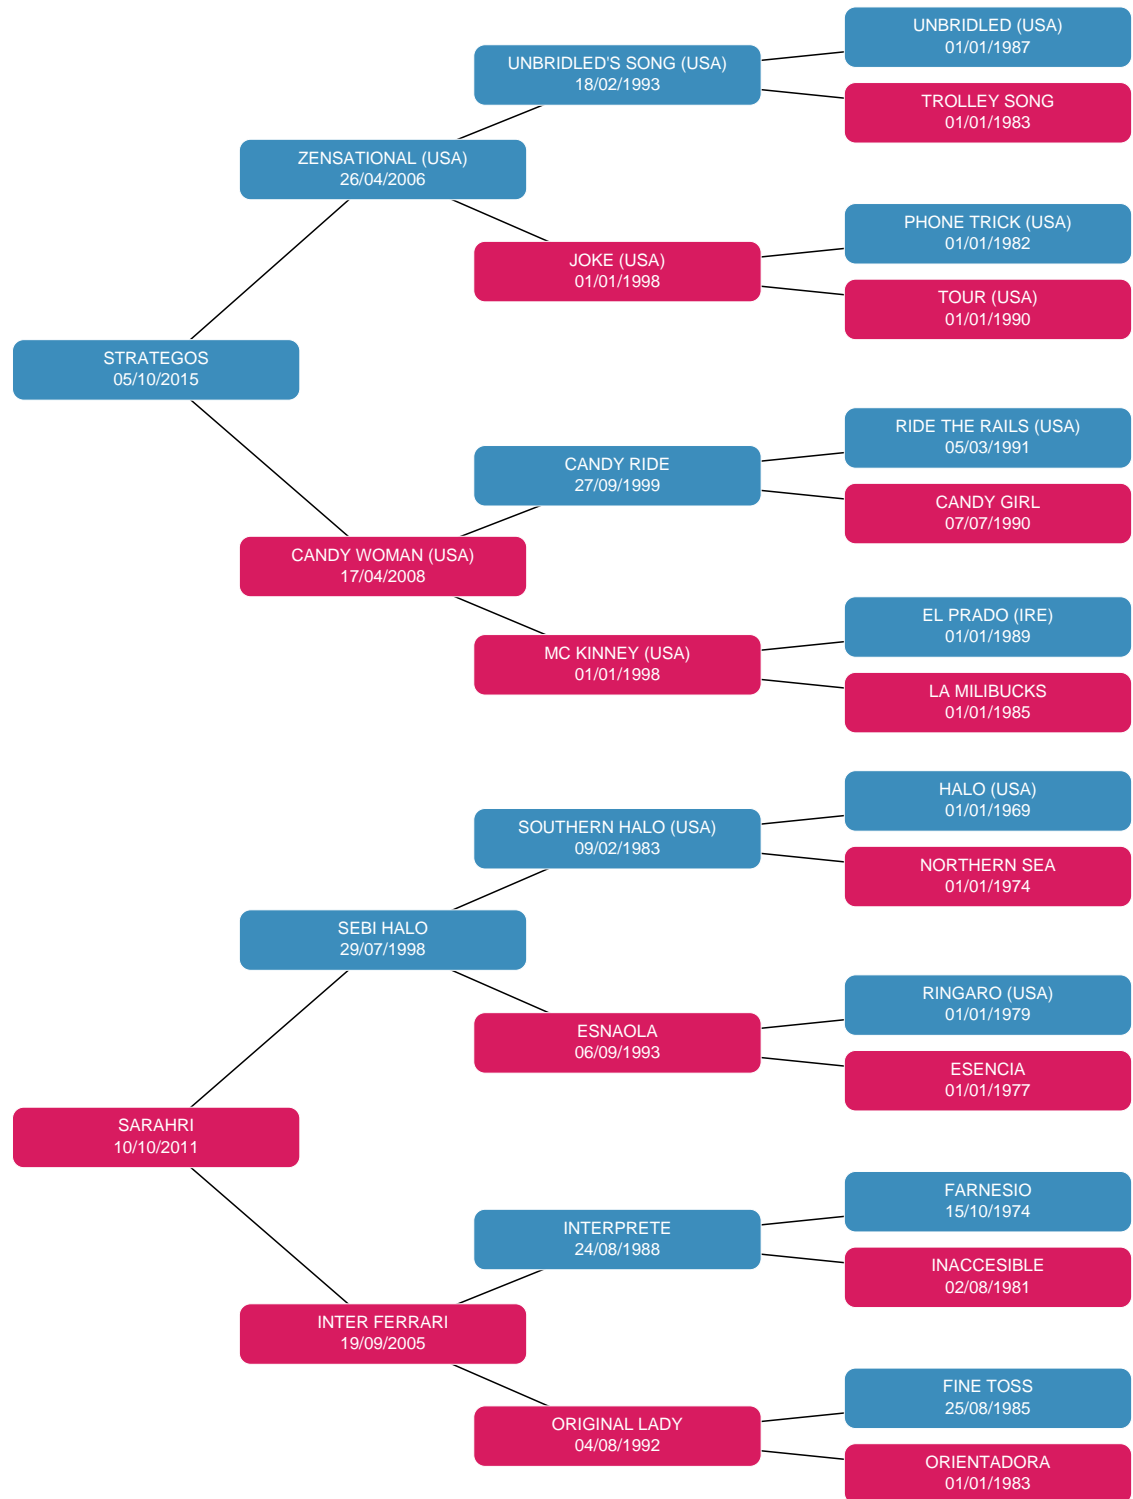 UNBRIDLED (USA)
01/01/1987
UNBRIDLED'S SONG (USA)
18/02/1993
TROLLEY SONG
01/01/1983
ZENSATIONAL (USA)
26/04/2006
PHONE TRICK (USA)
01/01/1982
JOKE (USA)
01/01/1998
TOUR (USA)
01/01/1990
STRATEGOS
05/10/2015
RIDE THE RAILS (USA)
05/03/1991
CANDY RIDE
27/09/1999
CANDY GIRL
07/07/1990
CANDY WOMAN (USA)
17/04/2008
EL PRADO (IRE)
01/01/1989
MC KINNEY (USA)
01/01/1998
LA MILIBUCKS
01/01/1985
HALO (USA)
01/01/1969
SOUTHERN HALO (USA)
09/02/1983
NORTHERN SEA
01/01/1974
SEBI HALO
29/07/1998
RINGARO (USA)
01/01/1979
ESNAOLA
06/09/1993
ESENCIA
01/01/1977
SARAHRI
10/10/2011
FARNESIO
15/10/1974
INTERPRETE
24/08/1988
INACCESIBLE
02/08/1981
INTER FERRARI
19/09/2005
FINE TOSS
25/08/1985
ORIGINAL LADY
04/08/1992
ORIENTADORA
01/01/1983